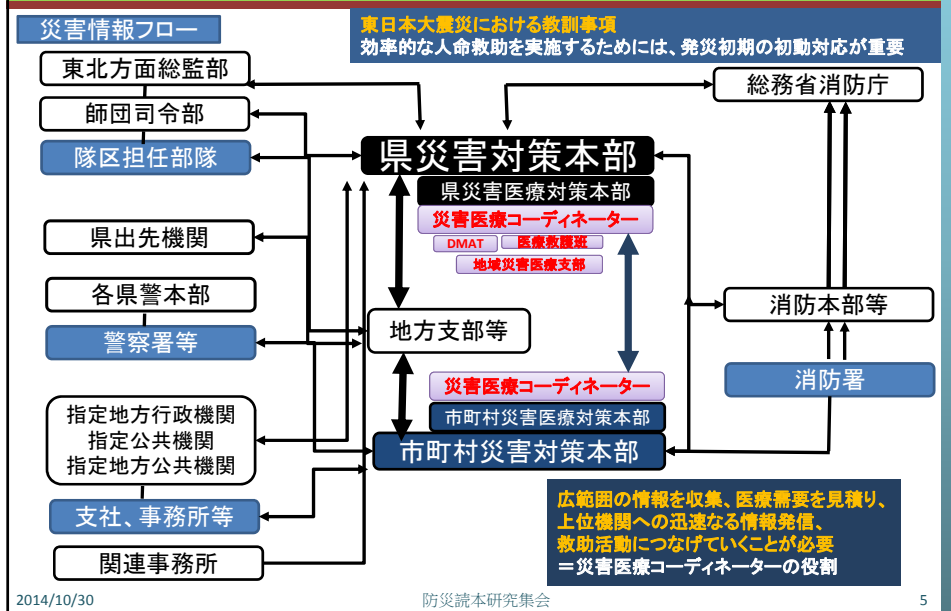 災害情報フロー
東日本大震災における教訓事項
効率的な人命救助を実施するためには、発災初期の初動対応が重要
東北方面総監部
総務省消防庁
師団司令部
隊区担任部隊
県災害対策本部
県災害医療対策本部
災害医療コーディネーター
DMAT
医療救護班
地域災害医療支部
県出先機関
各県警本部
消防本部等
地方支部等
警察署等
消防署
災害医療コーディネーター
市町村災害医療対策本部
市町村災害対策本部
指定地方行政機関
指定公共機関
指定地方公共機関
支社、事務所等
関連事務所
広範囲の情報を収集、医療需要を見積り、
上位機関への迅速なる情報発信、
救助活動につなげていくことが必要
＝災害医療コーディネーターの役割
2014/10/30
防災読本研究集会
5